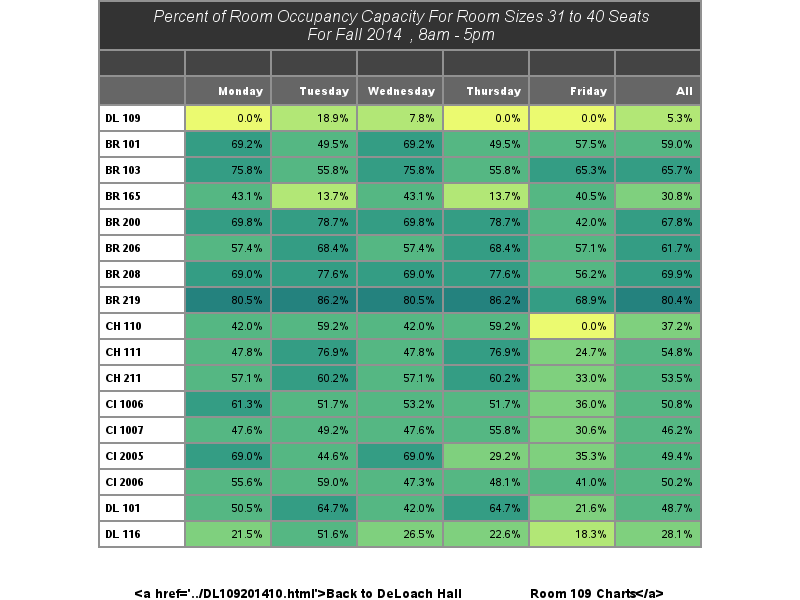 Percent of Room Occupancy Capacity For Room Sizes 31 to 40 Seats
For Fall 2014 , 8am - 5pm
Monday Tuesday Wednesday Thursday Friday All
DL 109 0.0% 18.9% 7.8% 0.0% 0.0% 5.3%
BR 101 69.2% 49.5% 69.2% 49.5% 57.5% 59.0%
BR 103 75.8% 55.8% 75.8% 55.8% 65.3% 65.7%
BR 165 43.1% 13.7% 43.1% 13.7% 40.5% 30.8%
BR 200 69.8% 78.7% 69.8% 78.7% 42.0% 67.8%
BR 206 57.4% 68.4% 57.4% 68.4% 57.1% 61.7%
BR 208 69.0% 77.6% 69.0% 77.6% 56.2% 69.9%
BR 219 80.5% 86.2% 80.5% 86.2% 68.9% 80.4%
CH 110 42.0% 59.2% 42.0% 59.2% 0.0% 37.2%
CH 111 47.8% 76.9% 47.8% 76.9% 24.7% 54.8%
CH 211 57.1% 60.2% 57.1% 60.2% 33.0% 53.5%
CI 1006 61.3% 51.7% 53.2% 51.7% 36.0% 50.8%
CI 1007 47.6% 49.2% 47.6% 55.8% 30.6% 46.2%
CI 2005 69.0% 44.6% 69.0% 29.2% 35.3% 49.4%
CI 2006 55.6% 59.0% 47.3% 48.1% 41.0% 50.2%
DL 101 50.5% 64.7% 42.0% 64.7% 21.6% 48.7%
DL 116 21.5% 51.6% 26.5% 22.6% 18.3% 28.1%
<a href='../DL109201410.html'>Back to DeLoach Hall Room 109 Charts</a>